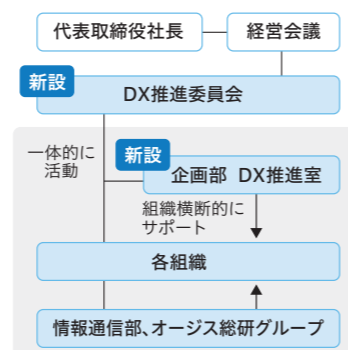 代表取締役社長
経営会議
新設
DX推進委員会
一体的に
活動
新設
企画部 DX推進室
組織横断的に
サポート
各組織
情報通信部、オージス総研グループ